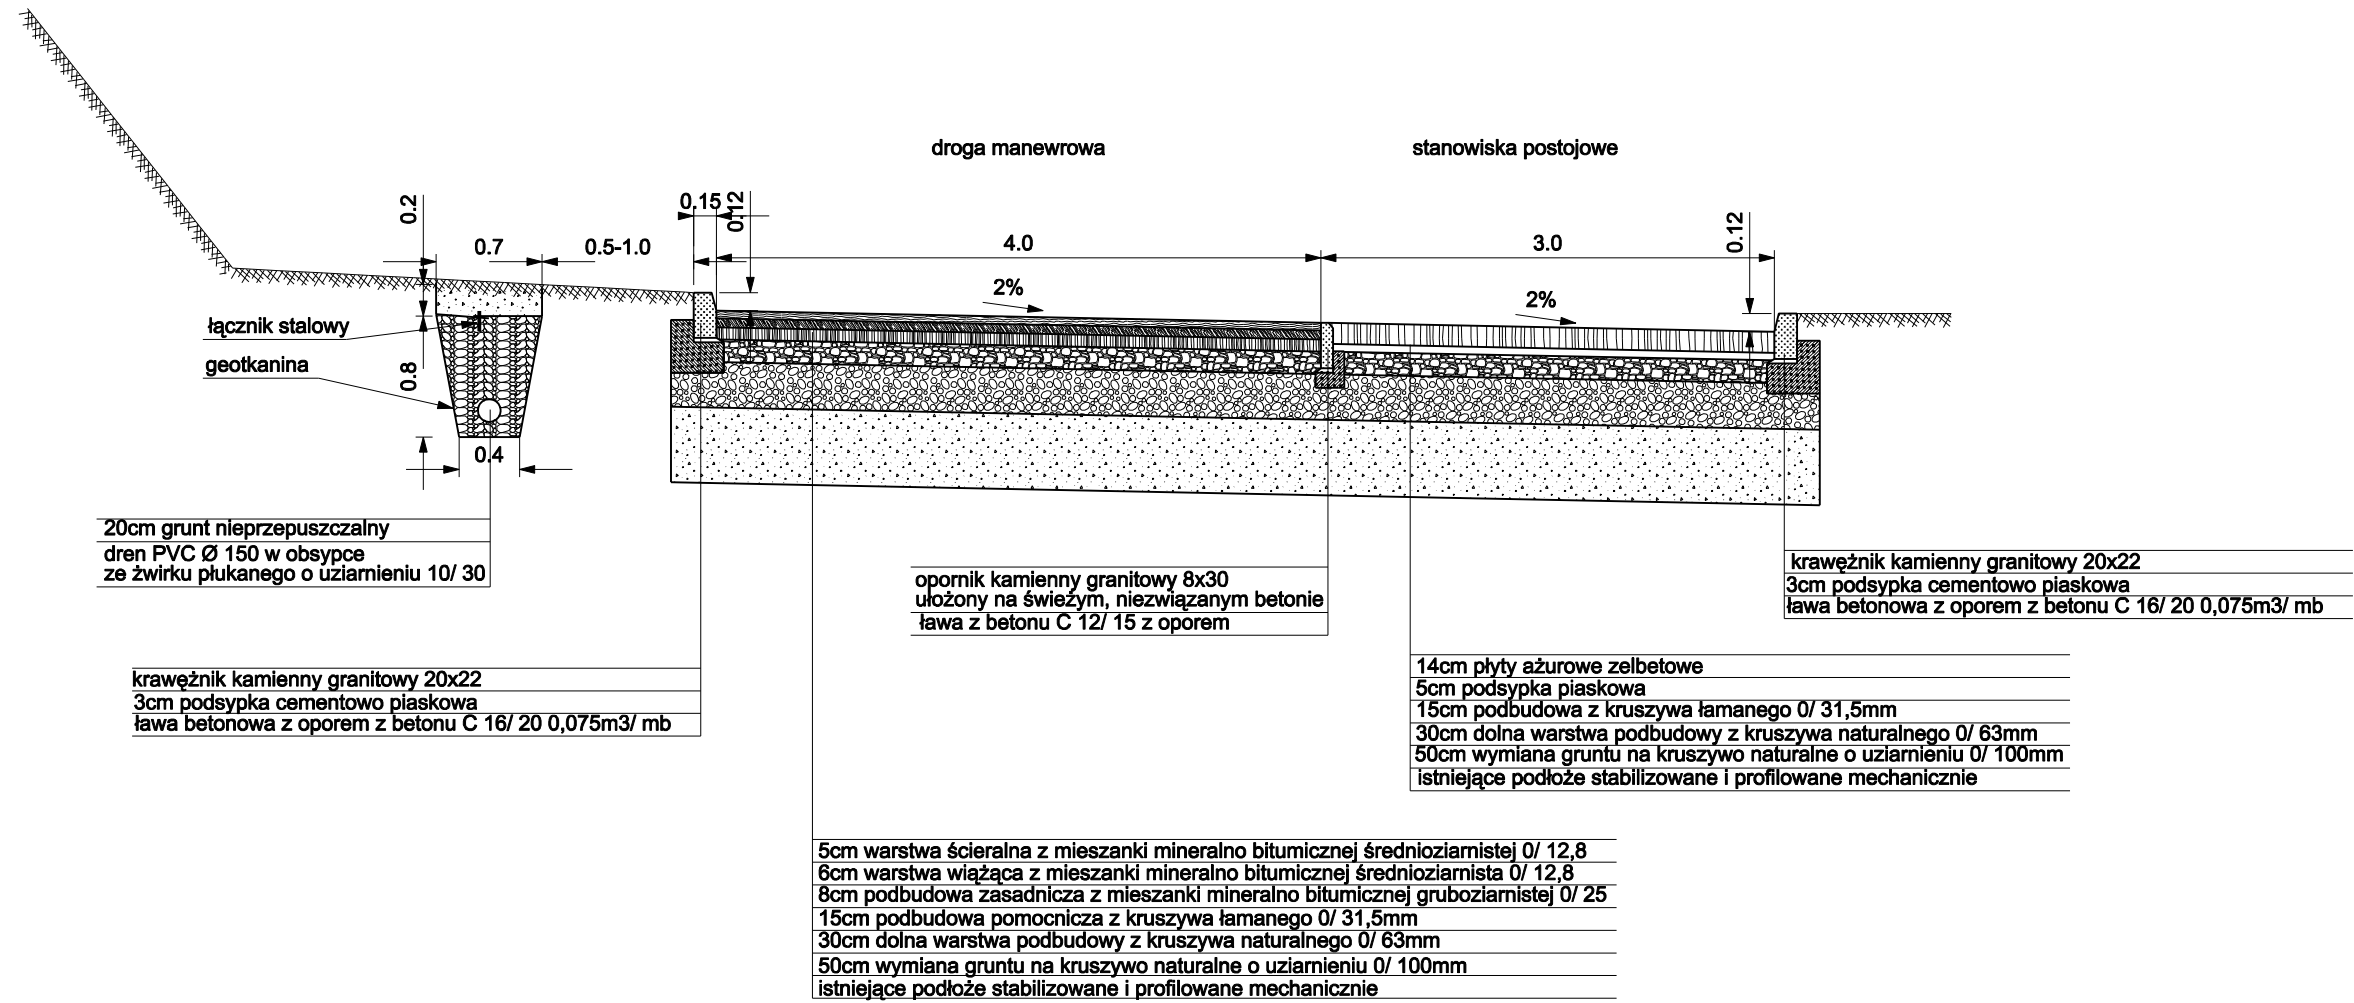 droga manewrowa
stanowiska postojowe
0.2
0.15
0.12
0.12
0.7
0.5-1.0
4.0
3.0
2%
2%
łącznik stalowy
geotkanina
0.8
0.4
20cm grunt nieprzepuszczalny
dren PVC Ø 150 w obsypce
ze żwirku płukanego o uziarnieniu 10/ 30
krawężnik kamienny granitowy 20x22
3cm podsypka cementowo piaskowa
ława betonowa z oporem z betonu C 16/ 20 0,075m3/ mb
opornik kamienny granitowy 8x30
ułożony na świeżym, niezwiązanym betonie
ława z betonu C 12/ 15 z oporem
krawężnik kamienny granitowy 20x22
3cm podsypka cementowo piaskowa
ława betonowa z oporem z betonu C 16/ 20 0,075m3/ mb
14cm płyty ażurowe zelbetowe
5cm podsypka piaskowa
15cm podbudowa z kruszywa łamanego 0/ 31,5mm
30cm dolna warstwa podbudowy z kruszywa naturalnego 0/ 63mm
50cm wymiana gruntu na kruszywo naturalne o uziarnieniu 0/ 100mm
istniejące podłoże stabilizowane i profilowane mechanicznie
5cm warstwa ścieralna z mieszanki mineralno bitumicznej średnioziarnistej 0/ 12,8
6cm warstwa wiążąca z mieszanki mineralno bitumicznej średnioziarnista 0/ 12,8
8cm podbudowa zasadnicza z mieszanki mineralno bitumicznej gruboziarnistej 0/ 25
15cm podbudowa pomocnicza z kruszywa łamanego 0/ 31,5mm
30cm dolna warstwa podbudowy z kruszywa naturalnego 0/ 63mm
50cm wymiana gruntu na kruszywo naturalne o uziarnieniu 0/ 100mm
istniejące podłoże stabilizowane i profilowane mechanicznie